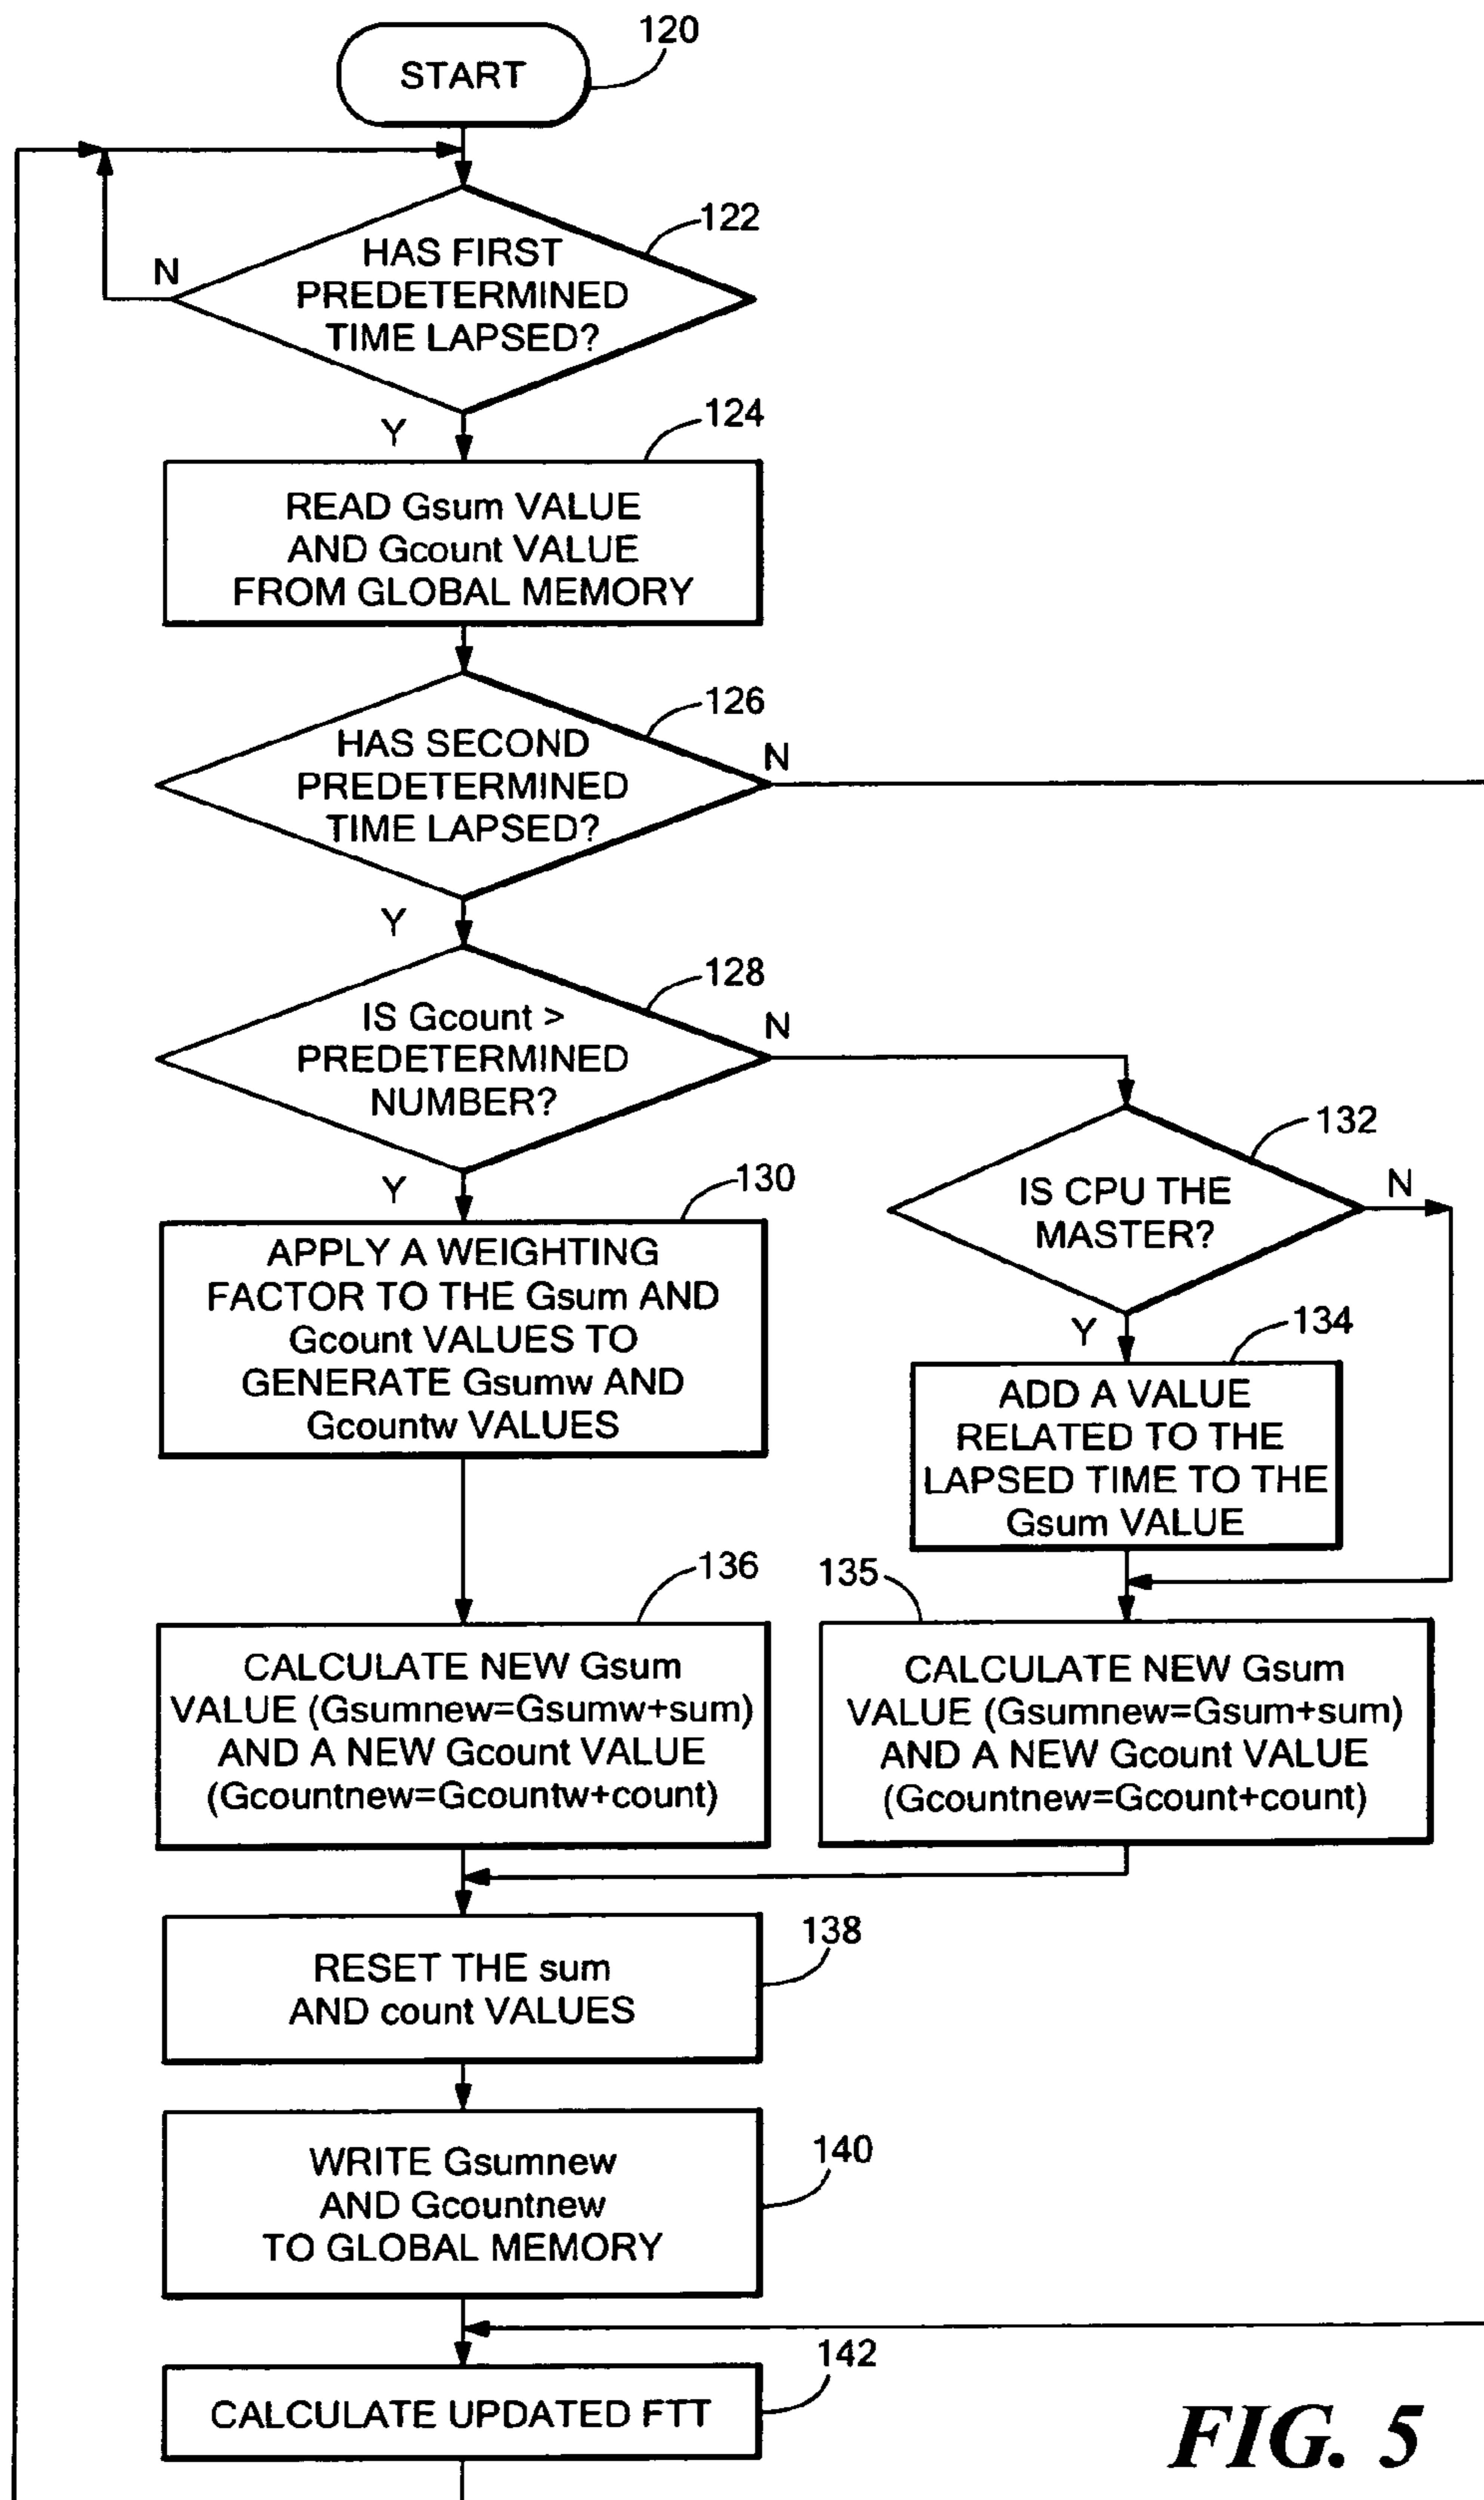 120
START
122
HAS FIRST
PREDETERMINED
TIME LAPSED?
N
Y
124
READ Gsum VALUE
AND Gcount VALUE
FROM GLOBAL MEMORY
126
HAS SECOND
PREDETERMINED
TIME LAPSED?
N
Y
128
IS Gcount >
PREDETERMINED
NUMBER?
N
Y
132
IS CPU THE
MASTER?
N
Y
130
APPLY A WEIGHTING
FACTOR TO THE Gsum AND
Gcount VALUES TO
GENERATE Gsumw AND
Gcountw VALUES
134
ADD A VALUE
RELATED TO THE
LAPSED TIME TO THE
Gsum VALUE
136
CALCULATE NEW Gsum
VALUE (Gsumnew=Gsumw+sum)
AND A NEW Gcount VALUE
(Gcountnew=Gcountw+count)
135
CALCULATE NEW Gsum
VALUE (Gsumnew=Gsum+sum)
AND A NEW Gcount VALUE
(Gcountnew=Gcount+count)
138
RESET THE sum
AND count VALUES
140
WRITE Gsumnew
AND Gcountnew
TO GLOBAL MEMORY
142
CALCULATE UPDATED FTT
FIG. 5